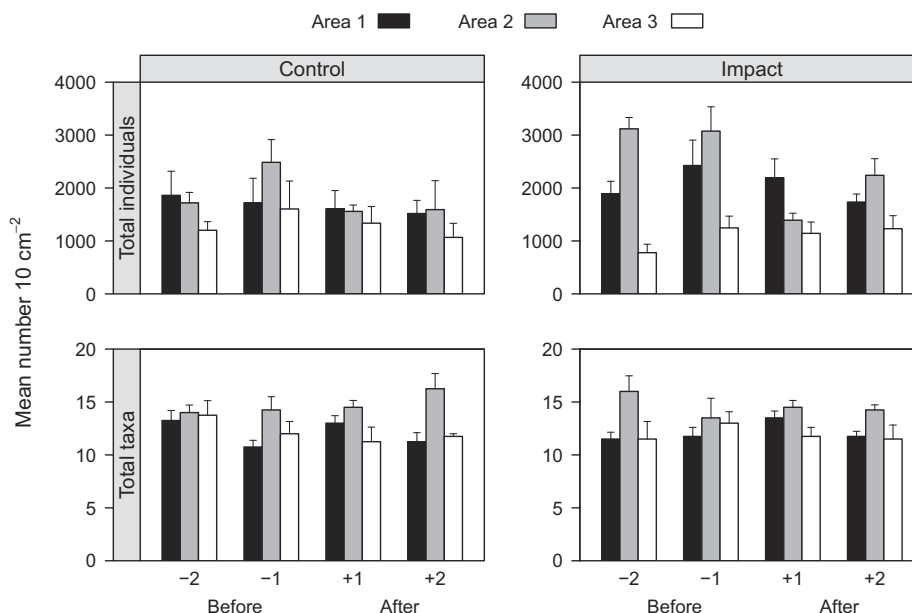 Area 1 Area 2 Area 3
Control Impact
Mean number 10 cm⁻²
Total individuals
4000 4000
3000 3000
2000 2000
1000 1000
0 0
Total taxa
20 20
15 15
10 10
5 5
0 0
−2 −1 +1 +2 −2 −1 +1 +2
Before After Before After